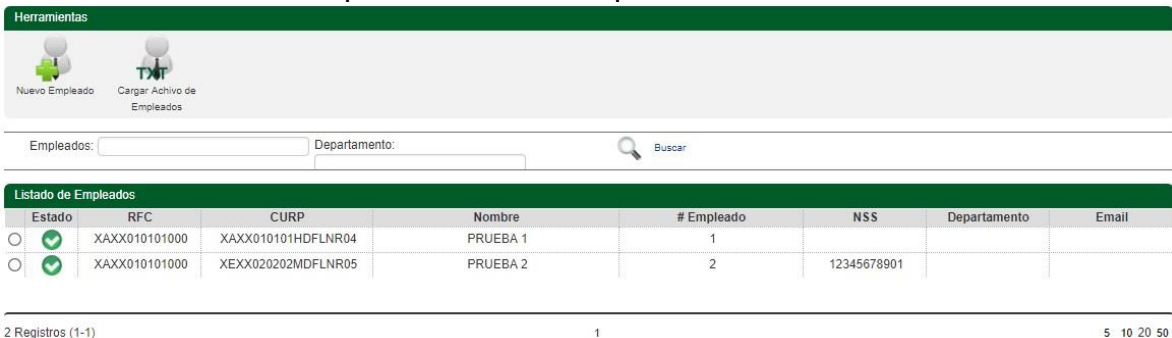 Herramientas
TXT
Nuevo Empleado Cargar Achivo de
Empleados
Empleados: Departamento: Buscar
Listado de Empleados
Estado RFC CURP Nombre # Empleado NSS Departamento Email
XAXX010101000 XAXX010101HDFLNR04 PRUEBA 1 1
XAXX010101000 XEXX020202MDFLNR05 PRUEBA 2 2 12345678901
2 Registros (1-1) 1 5 10 20 50